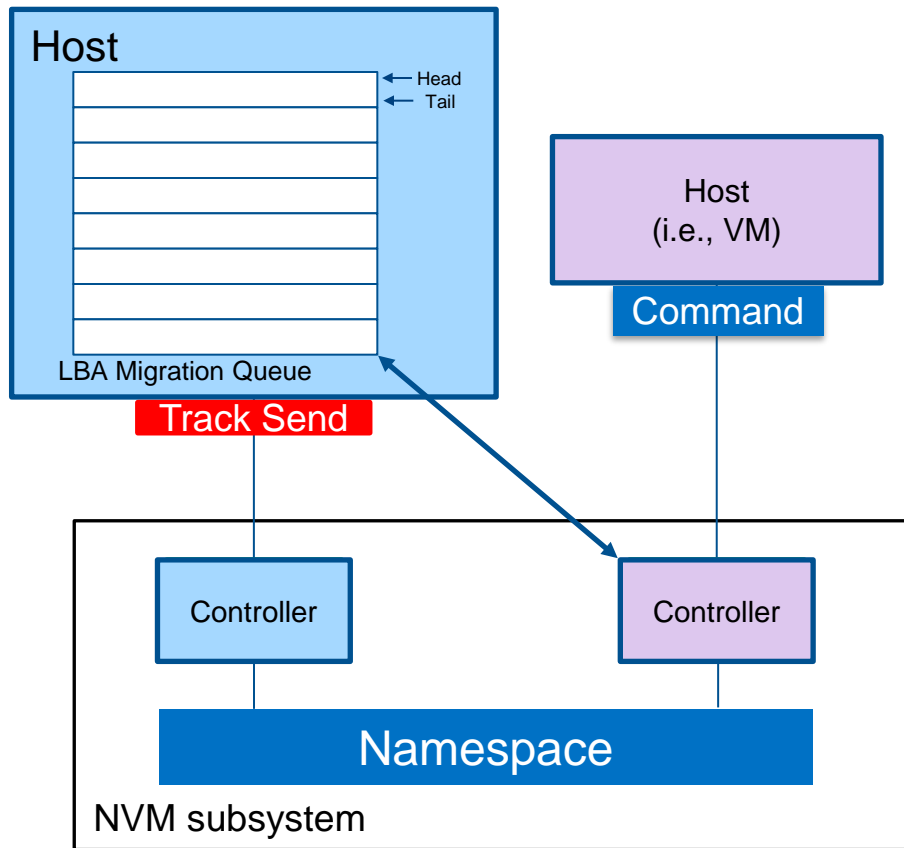 Host
Head
Tail
LBA Migration Queue
Track Send
Host
(i.e., VM)
Command
Controller
Controller
Namespace
NVM subsystem